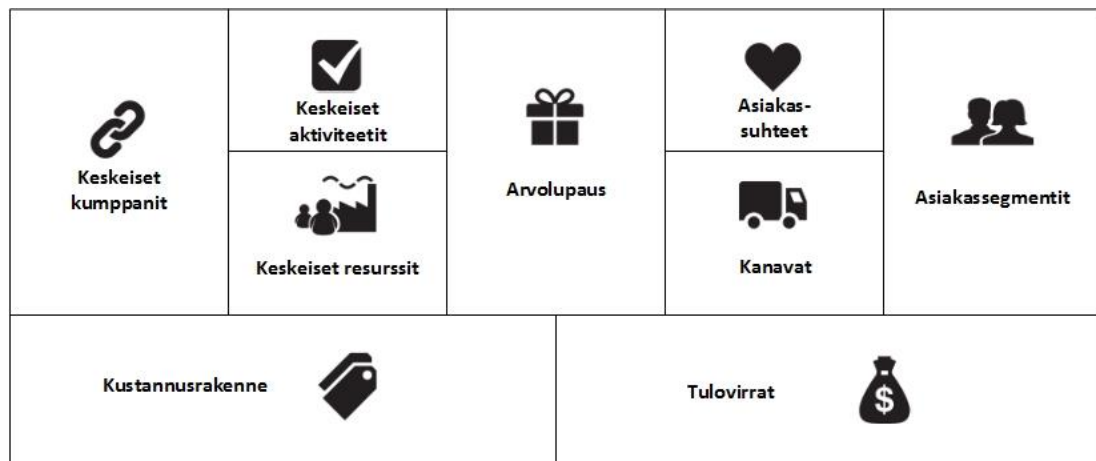 Keskeiset
kumppanit
Keskeiset
aktiviteetit
Keskeiset resurssit
Arvolupaus
Asiakas-
suhteet
Kanavat
Asiakassegmentit
Kustannusrakenne
Tulovirrat
$